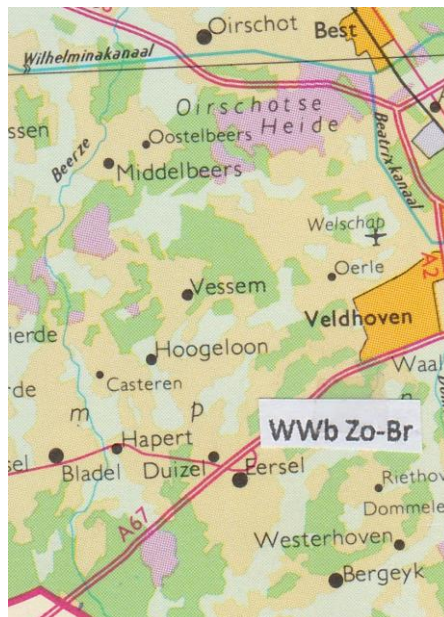 Oirschot
Best
Wilhelminakanaal
Oirschotse
Heide
ssen
Oostelbeers
Beerze
Middelbeers
Beatrixkanaal
Welschap
Oerle
A2
Vessem
Veldhoven
ierde
Hoogeloon
Waal
rde
Casteren
m
p
WWb Zo-Br
Hapert
sel
Bladel
Duizel
Eersel
Riethov
Dommele
A67
Westerhoven
Bergeyk